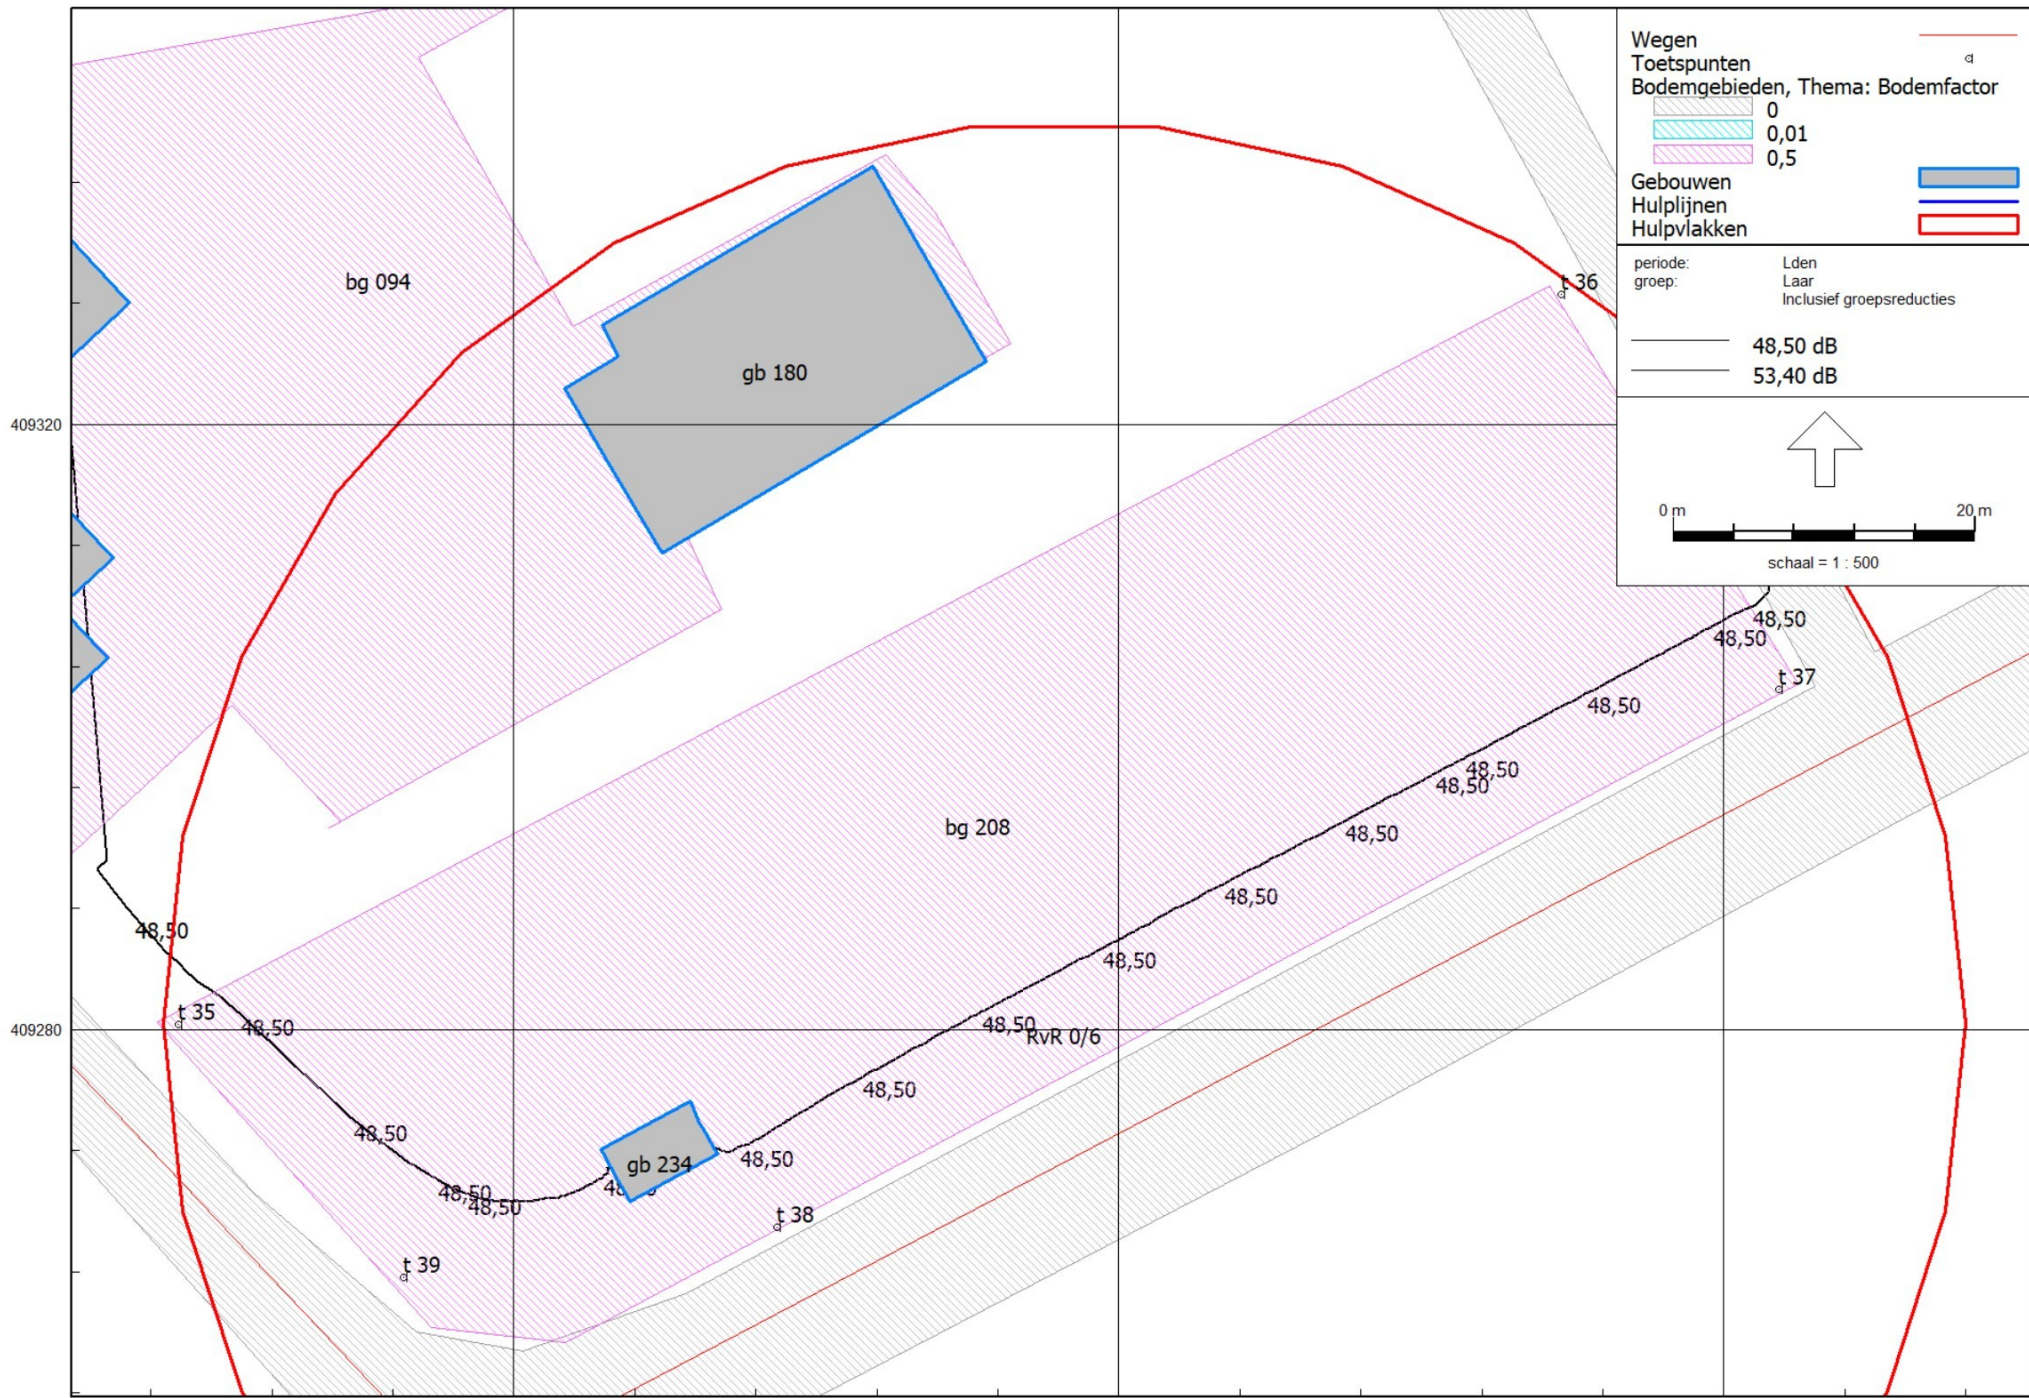 Wegen
Toetspunten
Bodemgebieden, Thema: Bodemfactor
0
0,01
0,5
Gebouwen
Hulplijnen
Hulpvlakken
periode: Lden
groep: Laar
Inclusief groepsreducties
48,50 dB
53,40 dB
0 m 20 m
schaal = 1 : 500
bg 094
t 36
gb 180
409320
48,50
48,50
t 37
48,50
48,50
48,50
bg 208
48,50
48,50
48,50
48,50
t 35
48,50
48,50
409280
RvR 0/6
48,50
48,50
48,50
gb 234
48,50
48,50
t 38
t 39